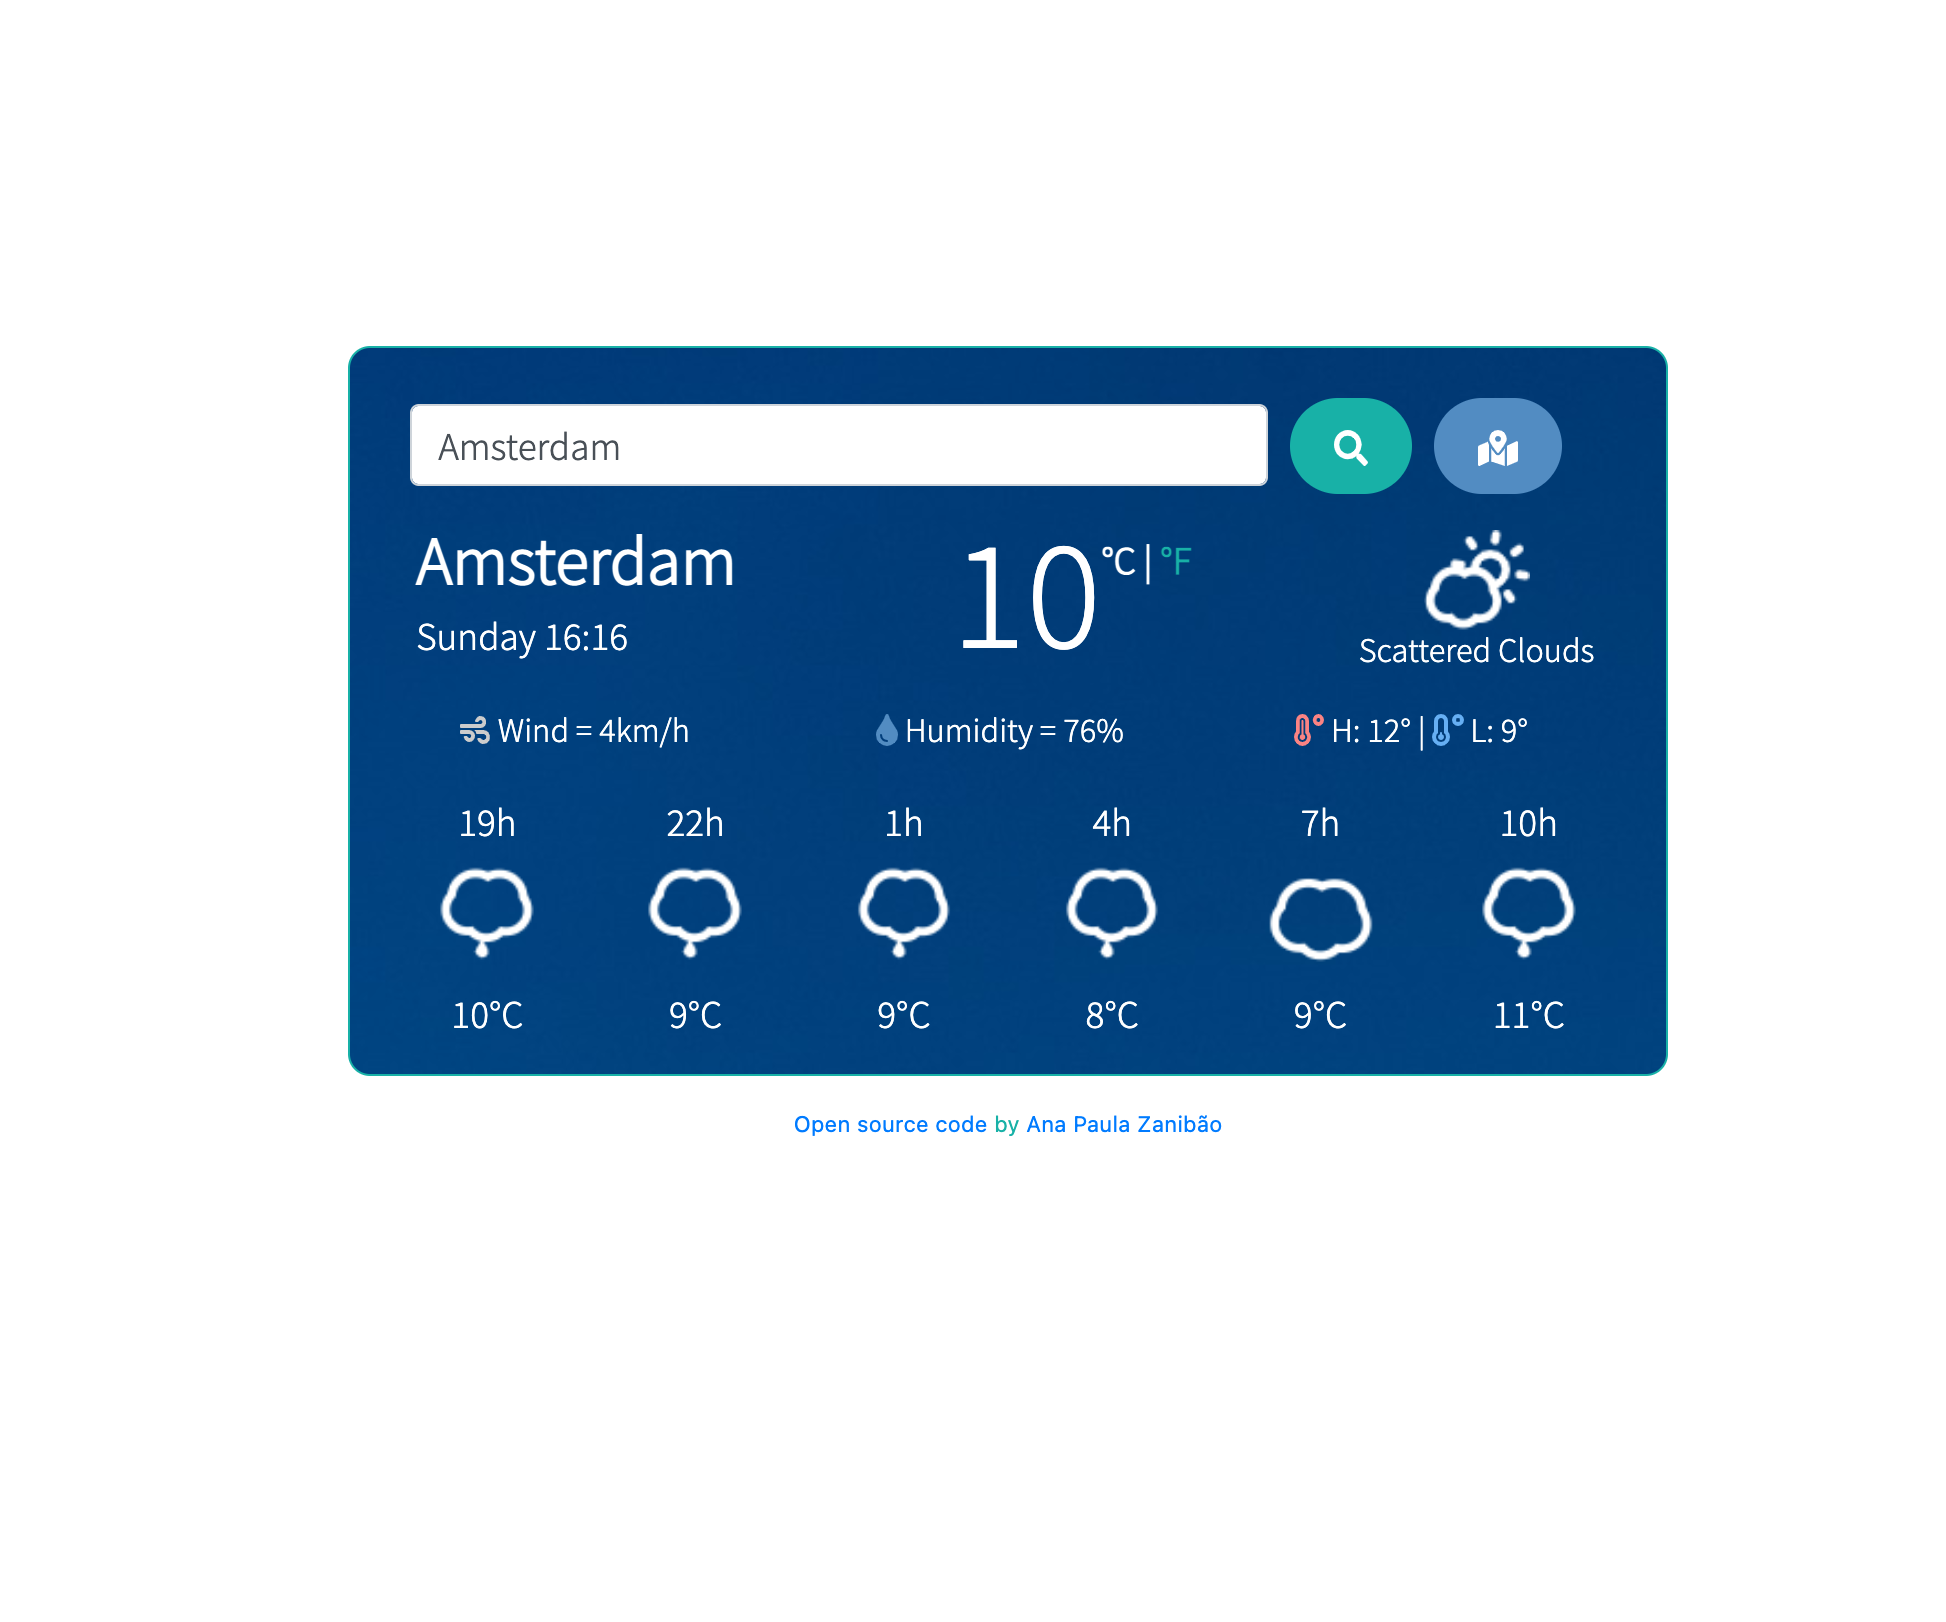 Amsterdam
Amsterdam
Sunday 16:16
10 °C | °F
Scattered Clouds
Wind = 4km/h
Humidity = 76%
H: 12° | L: 9°
19h 22h 1h 4h 7h 10h
10°C 9°C 9°C 8°C 9°C 11°C
Open source code by Ana Paula Zanibão